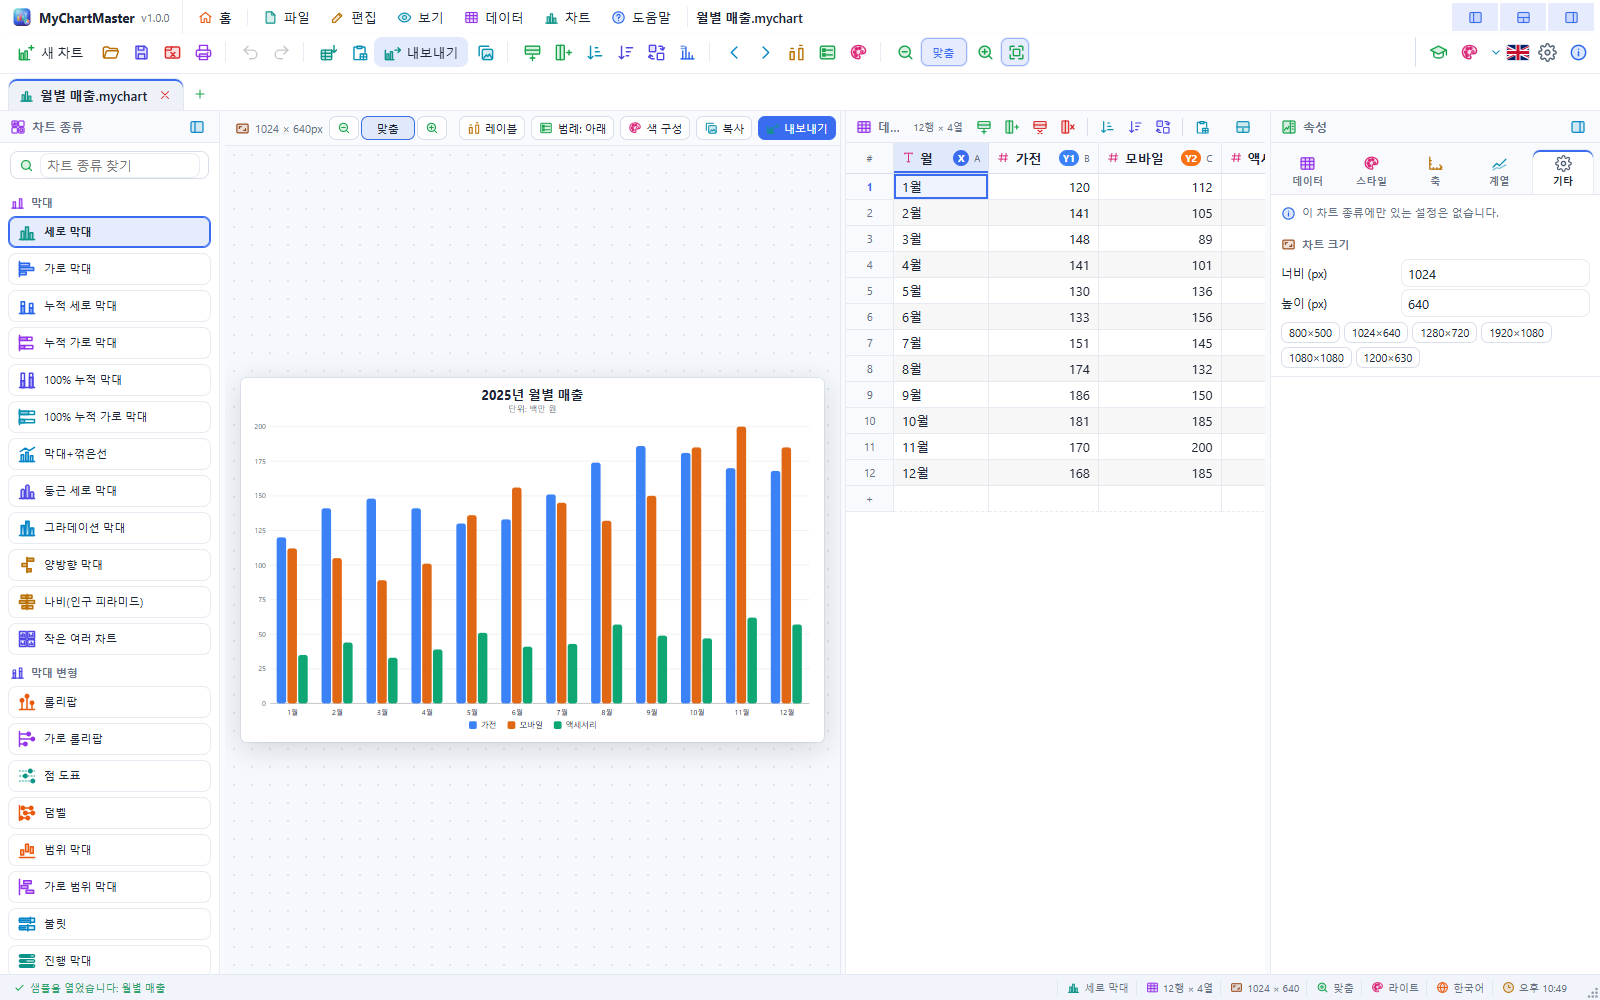 MyChartMaster v1.0.0 홈 파일 편집 보기 데이터 차트 도움말 월별 매출.mychart
새 차트 내보내기 맞춤
월별 매출.mychart
차트 종류
차트 종류 찾기
막대
세로 막대
가로 막대
누적 세로 막대
누적 가로 막대
100% 누적 막대
100% 누적 가로 막대
막대+꺾은선
둥근 세로 막대
그라데이션 막대
양방향 막대
나비(인구 피라미드)
작은 여러 차트
막대 변형
롤리팝
가로 롤리팝
점 도표
덤벨
범위 막대
가로 범위 막대
불릿
진행 막대
1024 × 640px 맞춤 레이블 범례: 아래 색 구성 복사 내보내기
2025년 월별 매출
단위: 백만 원
200
175
150
125
100
75
50
25
0
1월 2월 3월 4월 5월 6월 7월 8월 9월 10월 11월 12월
가전 모바일 액세서리
데... 12행 × 4열
# 월 X A 가전 Y1 B 모바일 Y2 C
1 1월 120 112
2 2월 141 105
3 3월 148 89
4 4월 141 101
5 5월 130 136
6 6월 133 156
7 7월 151 145
8 8월 174 132
9 9월 186 150
10 10월 181 185
11 11월 170 200
12 12월 168 185
+
속성
데이터 스타일 축 계열 기타
이 차트 종류에만 있는 설정은 없습니다.
차트 크기
너비 (px) 1024
높이 (px) 640
800×500 1024×640 1280×720 1920×1080
1080×1080 1200×630
샘플을 열었습니다: 월별 매출 세로 막대 12행 × 4열 1024 × 640 맞춤 라이트 한국어 오후 10:49